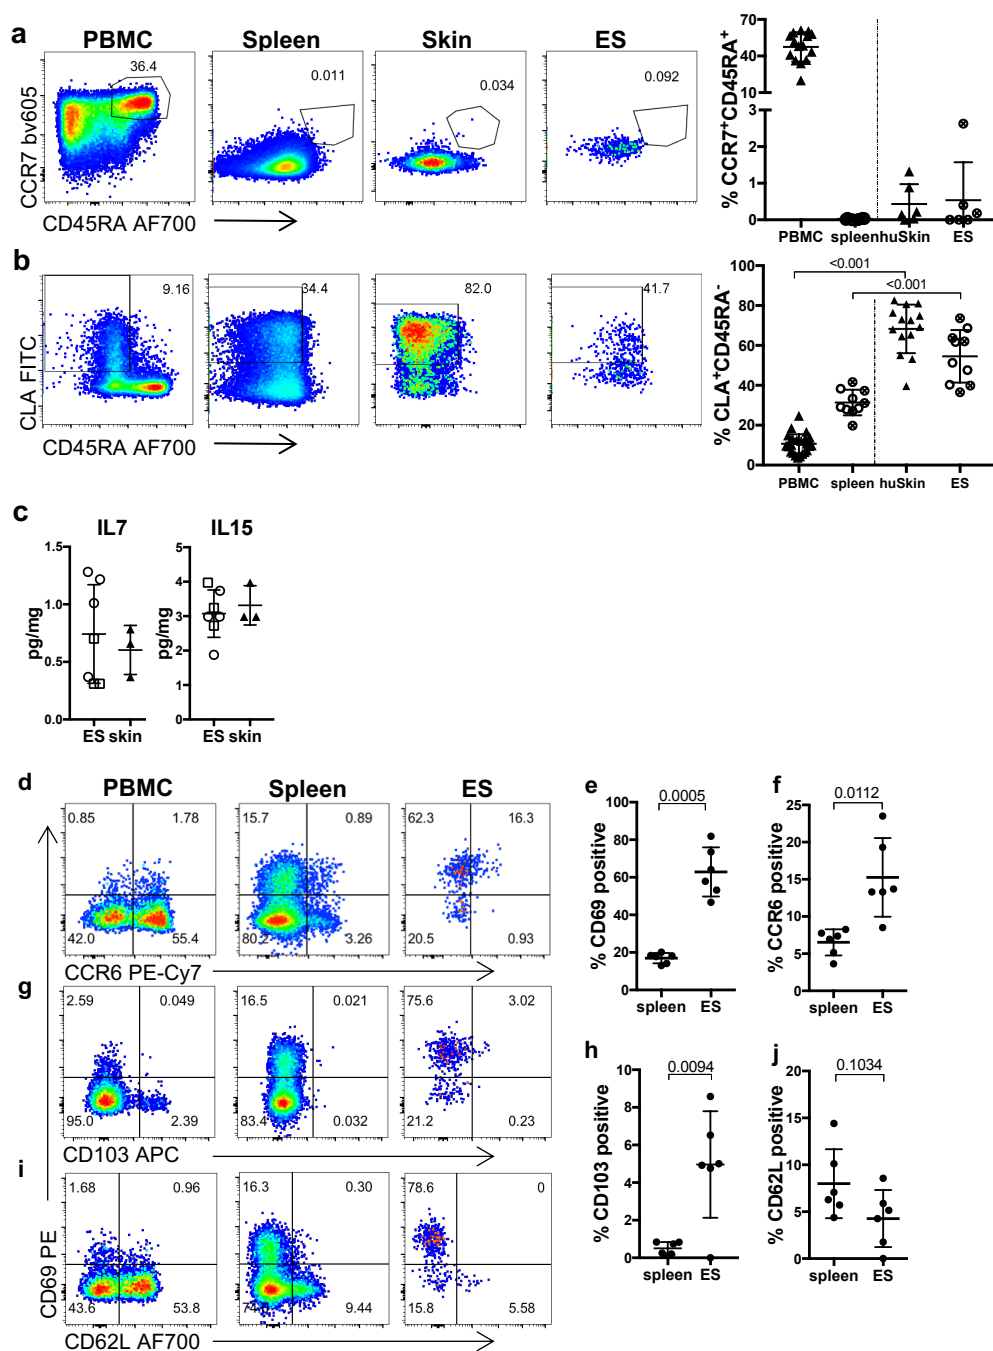 a
PBMC Spleen Skin ES
36.4 0.011 0.034 0.092
CCR7 bv605
CD45RA AF700
% CCR7+CD45RA+
70
40
10
3
2
1
0
PBMC spleen huSkin ES
b
9.16 34.4 82.0 41.7
CLA FITC
CD45RA AF700
% CLA+CD45RA-
<0.001
<0.001
100
80
60
40
20
0
PBMC spleen huSkin ES
c
IL7 IL15
pg/mg
1.5
1.0
0.5
0.0
ES skin
pg/mg
5
4
3
2
1
0
ES skin
d
PBMC Spleen ES
0.85 1.78 15.7 0.89 62.3 16.3
42.0 55.4 80.2 3.26 20.5 0.93
CCR6 PE-Cy7
e
0.0005
% CD69 positive
100
80
60
40
20
0
spleen ES
f
0.0112
% CCR6 positive
25
20
15
10
5
0
spleen ES
g
2.59 0.049 16.5 0.021 75.6 3.02
95.0 2.39 83.4 0.032 21.2 0.23
CD103 APC
h
0.0094
% CD103 positive
10
8
6
4
2
0
spleen ES
j
0.1034
% CD62L positive
20
15
10
5
0
spleen ES
i
1.68 0.96 16.3 0.30 78.6 0
43.6 53.8 9.44 15.8 5.58
CD69 PE
CD62L AF700